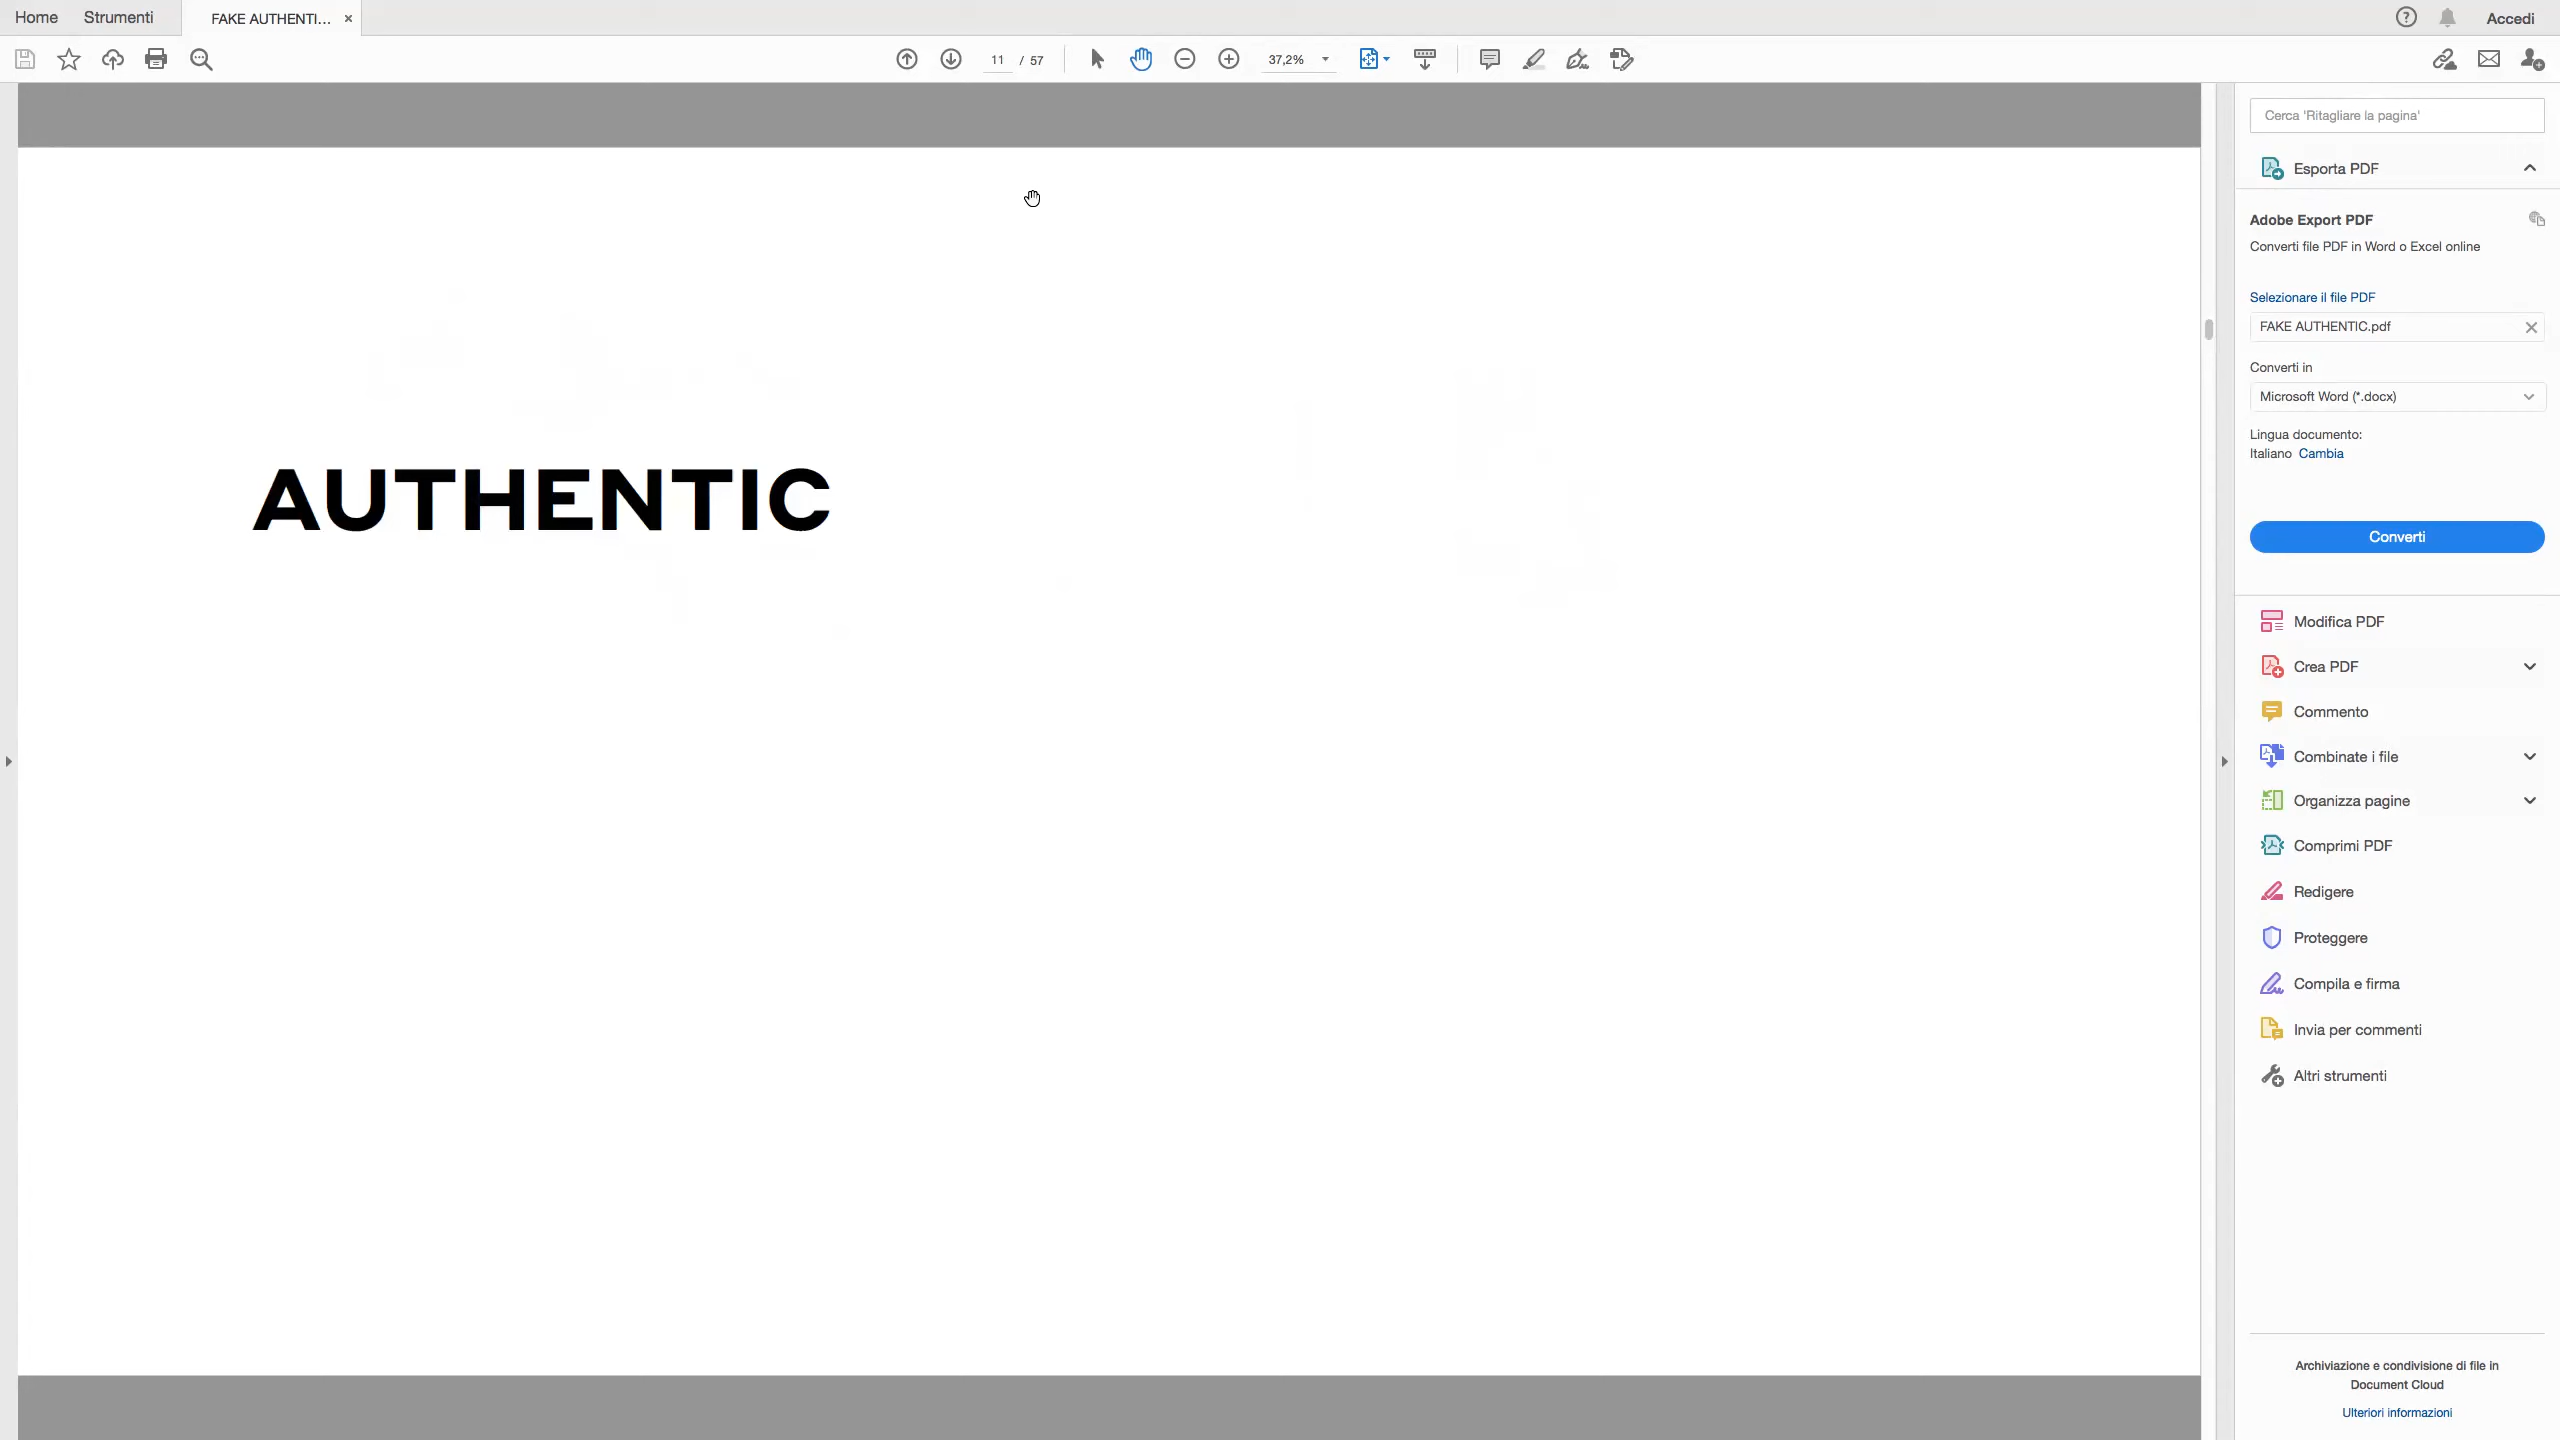 Home Strumenti FAKE AUTHENTI... × Accedi
11 / 57 37,2%
Cerca 'Ritagliare la pagina'
Esporta PDF
Adobe Export PDF
Converti file PDF in Word o Excel online
Selezionare il file PDF
FAKE AUTHENTIC.pdf
Converti in
Microsoft Word (*.docx)
Lingua documento:
Italiano Cambia
Converti
AUTHENTIC
Modifica PDF
Crea PDF
Commento
Combinate i file
Organizza pagine
Comprimi PDF
Redigere
Proteggere
Compila e firma
Invia per commenti
Altri strumenti
Archiviazione e condivisione di file in
Document Cloud
Ulteriori informazioni